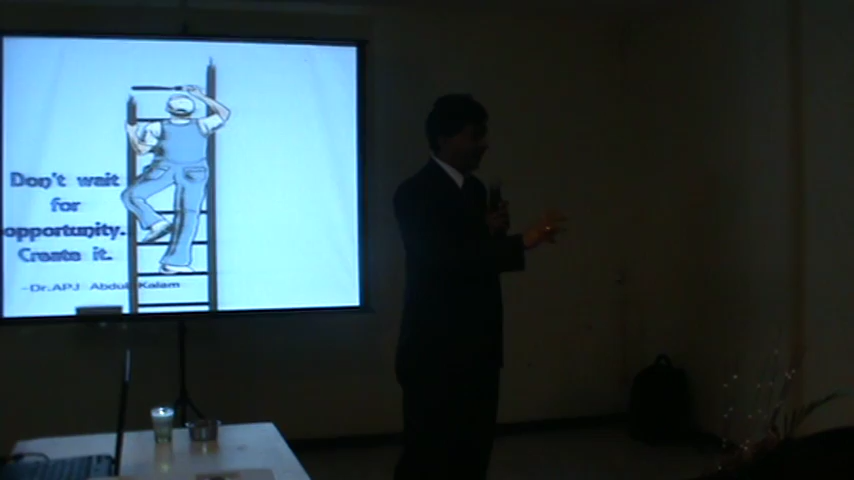 Don't wait
for
opportunity.
Create it.
-Dr.APJ Abdul Kalam